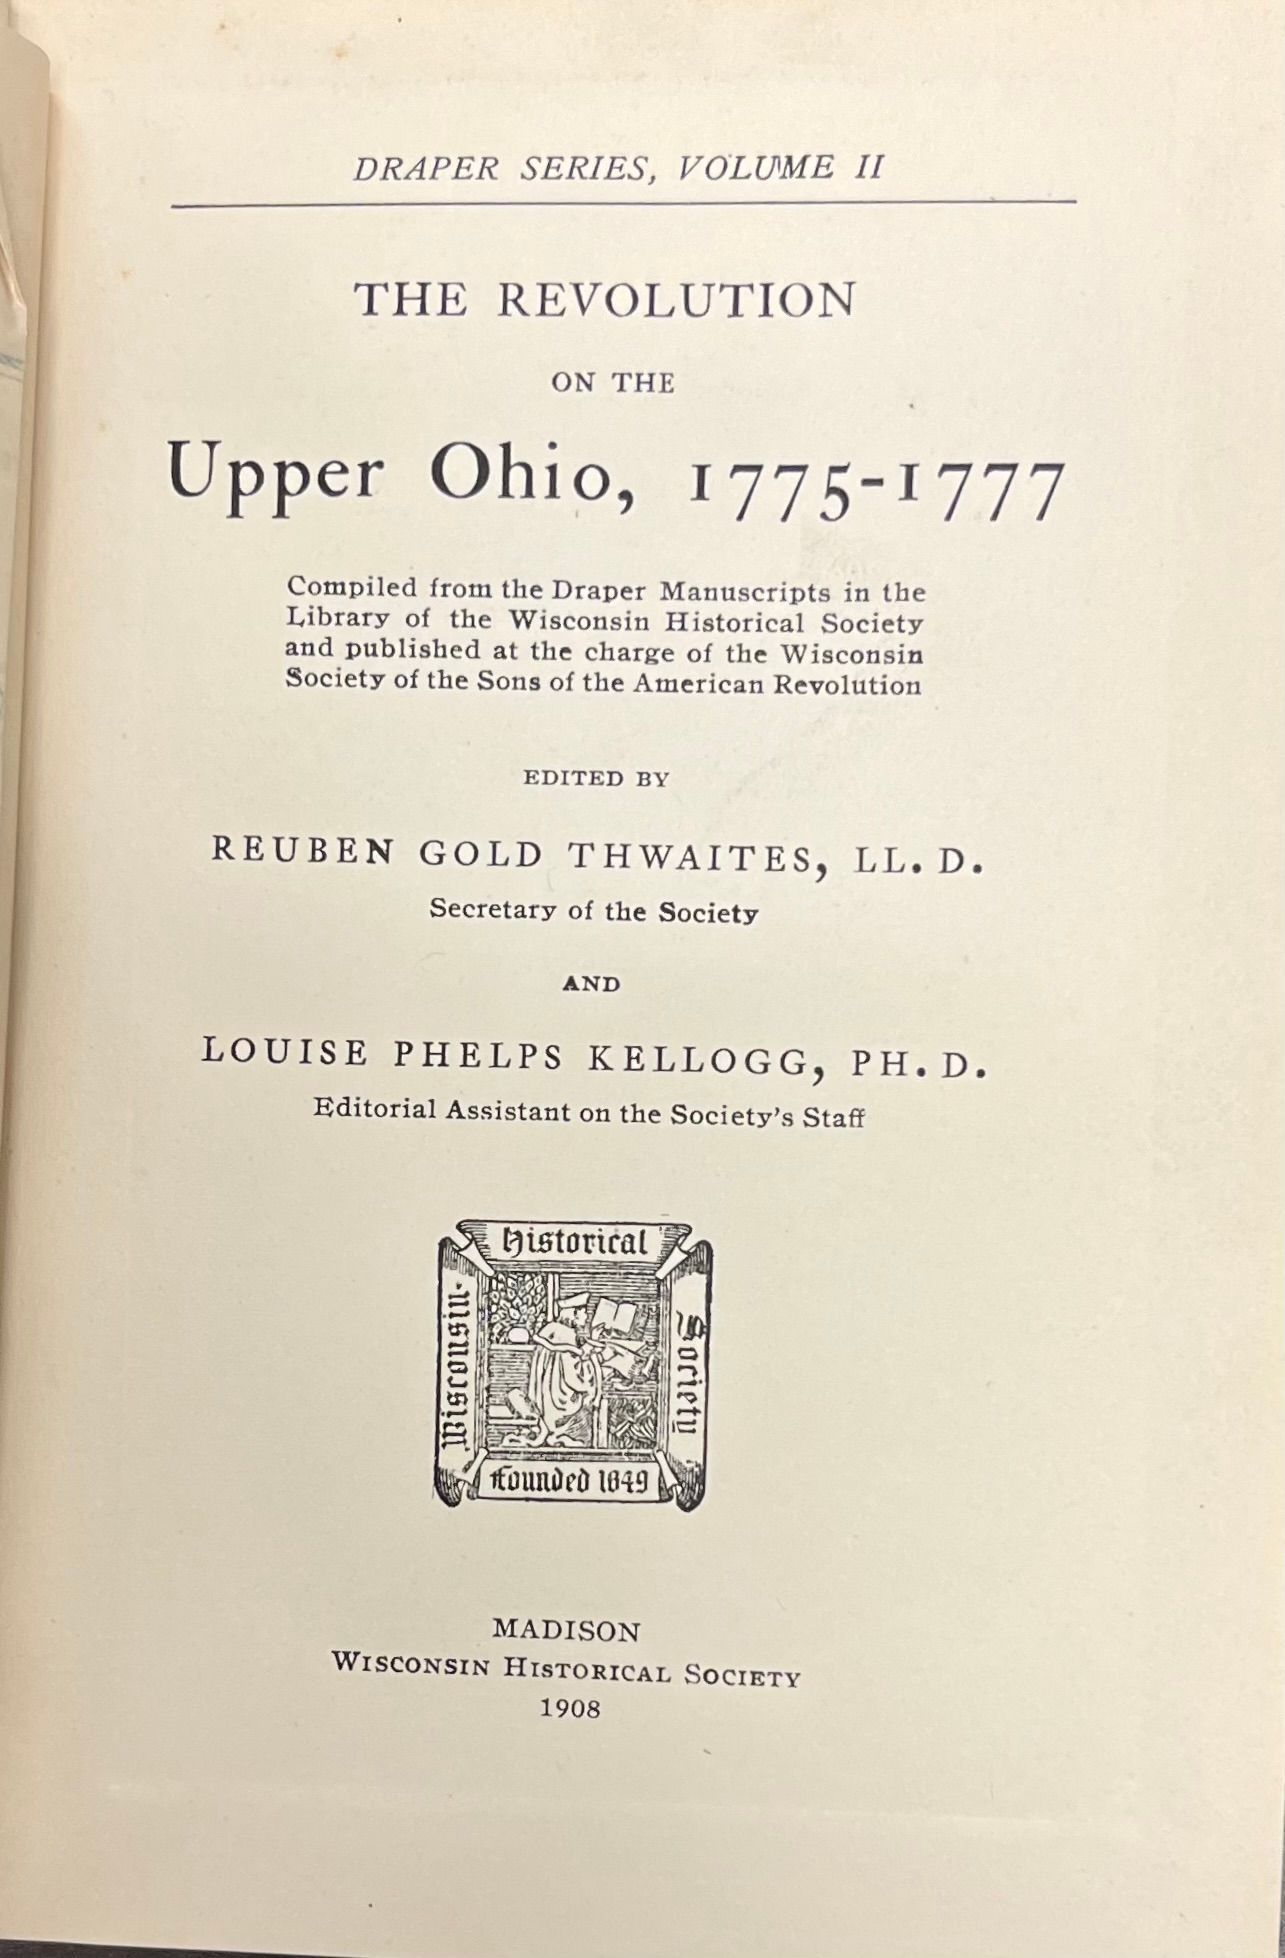 DRAPER SERIES, VOLUME II
THE REVOLUTION
ON THE
Upper Ohio, 1775-1777
Compiled from the Draper Manuscripts in the
Library of the Wisconsin Historical Society
and published at the charge of the Wisconsin
Society of the Sons of the American Revolution
EDITED BY
REUBEN GOLD THWAITES, LL. D.
Secretary of the Society
AND
LOUISE PHELPS KELLOGG, PH. D.
Editorial Assistant on the Society's Staff
Wisconsin
Historical
Society
Founded 1849
MADISON
WISCONSIN HISTORICAL SOCIETY
1908